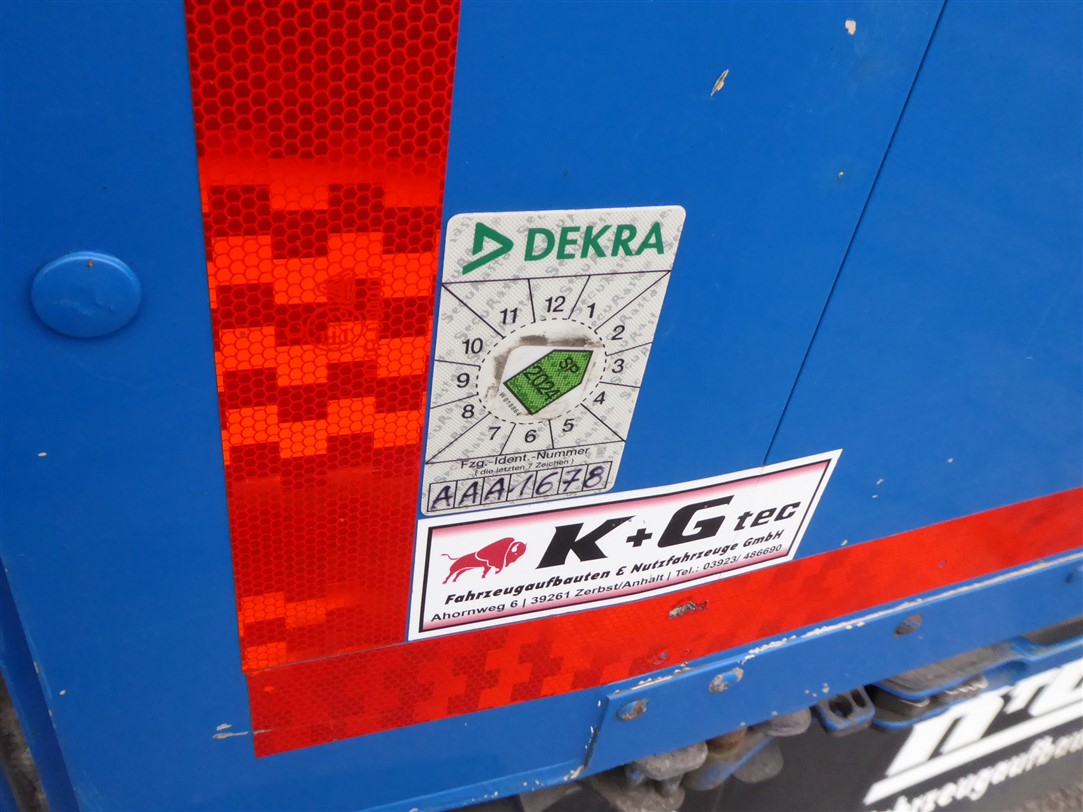 DEKRA
11
12
1
10
2
9
3
8
4
7
6
5
SP
2024
Fzg.-Ident.-Nummer
(die letzten 7 Zeichen)
AAA1678
K+Gtec
Fahrzeugaufbauten & Nutzfahrzeuge GmbH
Ahornweg 6 | 39261 Zerbst/Anhalt | Tel.: 03923/ 486690